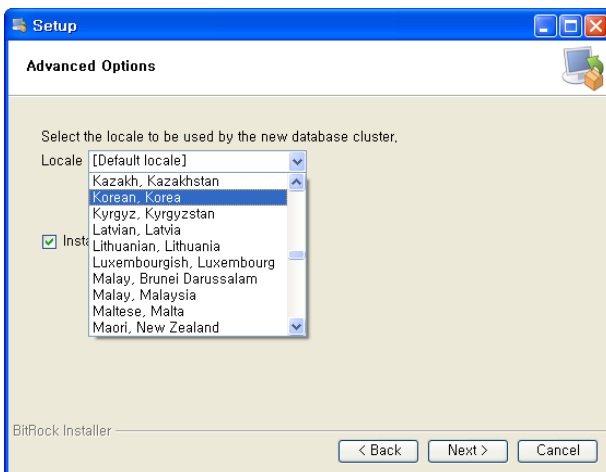 Setup
Advanced Options
Select the locale to be used by the new database cluster.
Locale [Default locale]
Kazakh, Kazakhstan
Korean, Korea
Kyrgyz, Kyrgyzstan
Latvian, Latvia
Lithuanian, Lithuania
Luxembourgish, Luxembourg
Malay, Brunei Darussalam
Malay, Malaysia
Maltese, Malta
Maori, New Zealand
BitRock Installer
< Back Next > Cancel